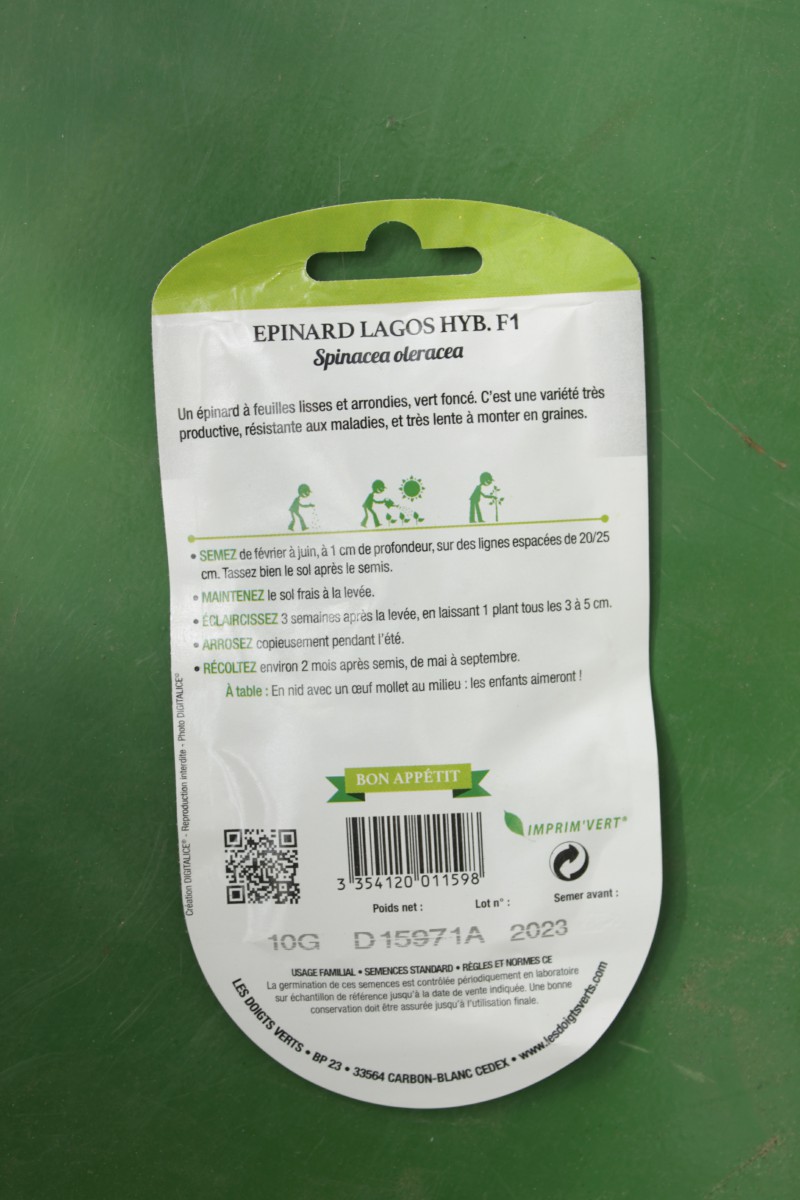 EPINARD LAGOS HYB. F1
Spinacea oleracea
Un épinard à feuilles lisses et arrondies, vert foncé. C'est une variété très
productive, résistante aux maladies, et très lente à monter en graines.
• SEMEZ de février à juin, à 1 cm de profondeur, sur des lignes espacées de 20/25
cm. Tassez bien le sol après le semis.
• MAINTENEZ le sol frais à la levée.
• ÉCLAIRCISSEZ 3 semaines après la levée, en laissant 1 plant tous les 3 à 5 cm.
• ARROSEZ copieusement pendant l'été.
• RÉCOLTEZ environ 2 mois après semis, de mai à septembre.
À table : En nid avec un œuf mollet au milieu : les enfants aimeront !
Création DIGITALICE® - Reproduction interdite - Photo DIGITALICE®
BON APPÉTIT
IMPRIM'VERT®
3 354120 011598
Poids net : Lot n° : Semer avant :
10G D15971A 2023
USAGE FAMILIAL • SEMENCES STANDARD • RÈGLES ET NORMES CE
La germination de ces semences est contrôlée périodiquement en laboratoire
sur échantillon de référence jusqu'à la date de vente indiquée. Une bonne
conservation doit être assurée jusqu'à l'utilisation finale.
LES DOIGTS VERTS • BP 23 • 33564 CARBON-BLANC CEDEX • www.lesdoigtsverts.com